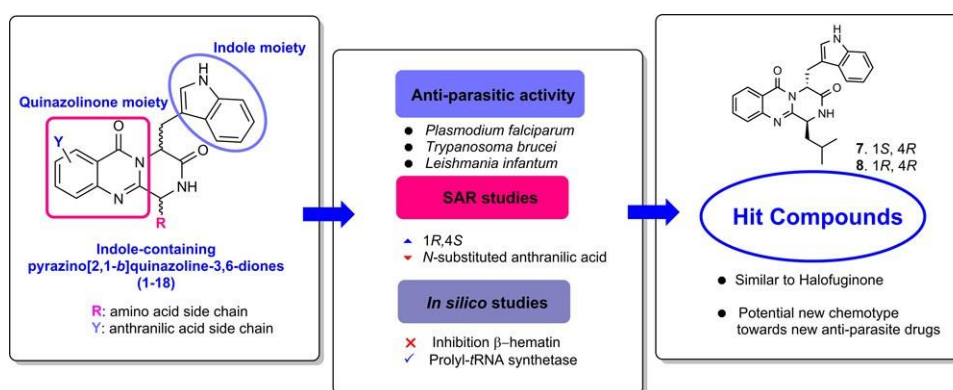 Indole moiety
H
N
Quinazolinone moiety
Y
O
O
N
N
NH
R
Indole-containing
pyrazino[2,1-b]quinazoline-3,6-diones
(1-18)
R: amino acid side chain
Y: anthranilic acid side chain
Anti-parasitic activity
● Plasmodium falciparum
● Trypanosoma brucei
● Leishmania infantum
SAR studies
▲ 1R,4S
▼ N-substituted anthranilic acid
In silico studies
✕ Inhibition β–hematin
✓ Prolyl-tRNA synthetase
H
N
O
O
N
N
NH
7. 1S, 4R
8. 1R, 4R
Hit Compounds
● Similar to Halofuginone
● Potential new chemotype
towards new anti-parasite drugs